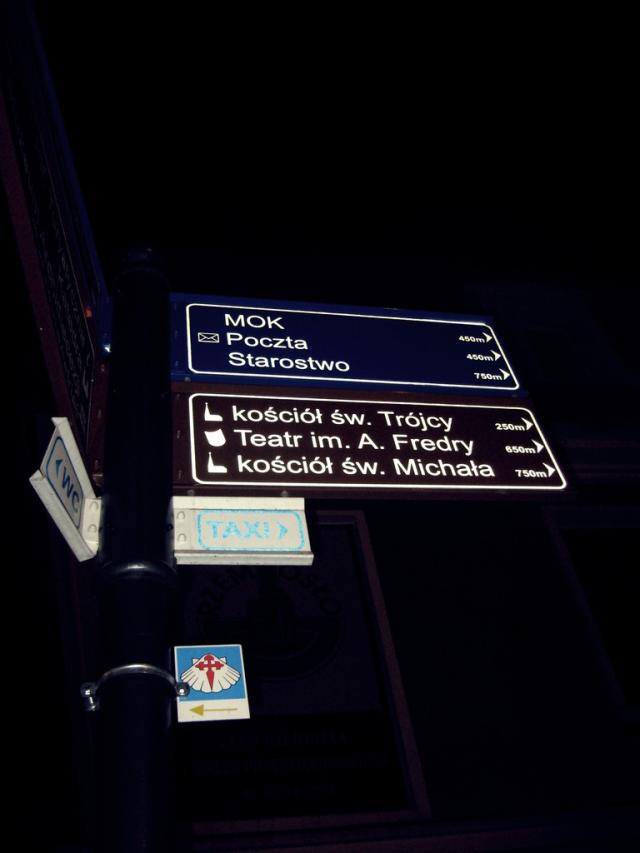 MOK
450m
Poczta
450m
Starostwo
750m
kościół św. Trójcy
250m
Teatr im. A. Fredry
650m
kościół św. Michała
750m
WC
TAXI